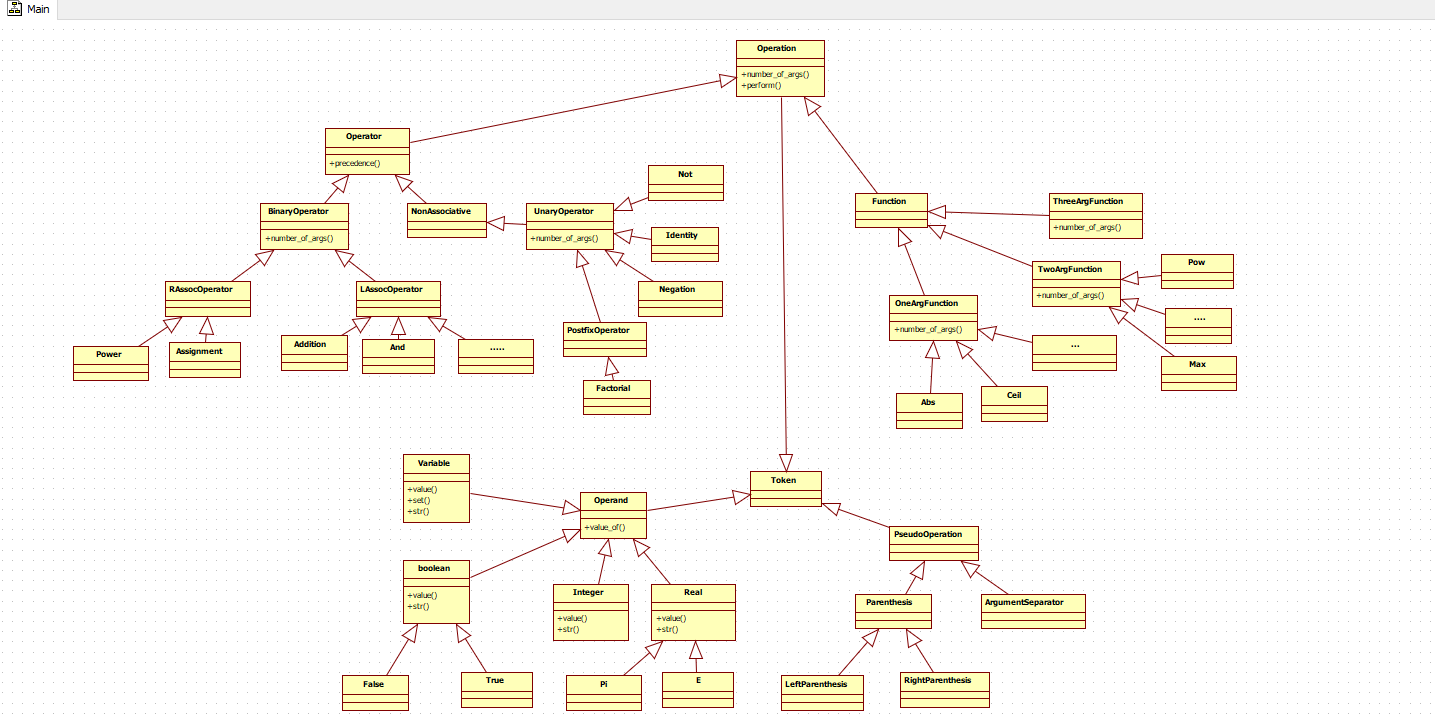 Main
Operation
+number_of_args()
+perform()
Operator
+precedence()
Not
BinaryOperator
+number_of_args()
NonAssociative
UnaryOperator
+number_of_args()
Identity
Function
ThreeArgFunction
+number_of_args()
TwoArgFunction
+number_of_args()
Pow
RAssocOperator
LAssocOperator
Negation
OneArgFunction
+number_of_args()
....
Power
Assignment
Addition
And
.....
PostfixOperator
...
Max
Factorial
Abs
Ceil
Variable
+value()
+set()
+str()
Operand
+value_of()
Token
PseudoOperation
boolean
+value()
+str()
Integer
+value()
+str()
Real
+value()
+str()
Parenthesis
ArgumentSeparator
False
True
Pi
E
LeftParenthesis
RightParenthesis